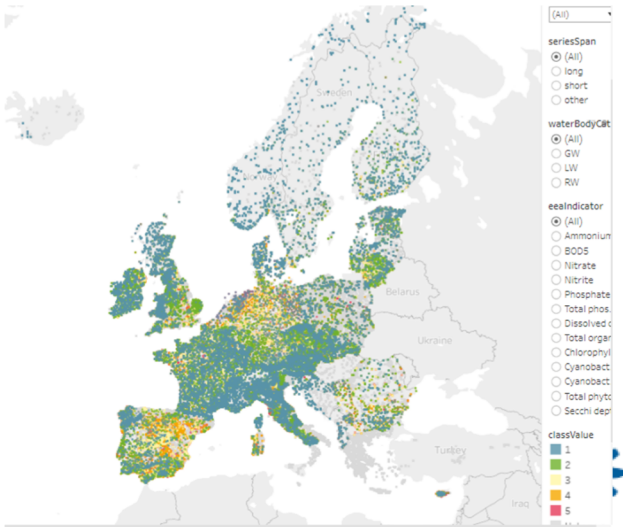 (All)
seriesSpan
(All)
long
short
other
waterBodyCat
(All)
GW
LW
RW
eeaIndicator
(All)
Ammonium
BOD5
Nitrate
Nitrite
Phosphate
Total phos.
Dissolved
Total organ
Chlorophyl
Cyanobact
Cyanobact
Total phyto
Secchi dept
classValue
1
2
3
4
5
Sweden
Belarus
Ukraine
Turkey
Iraq